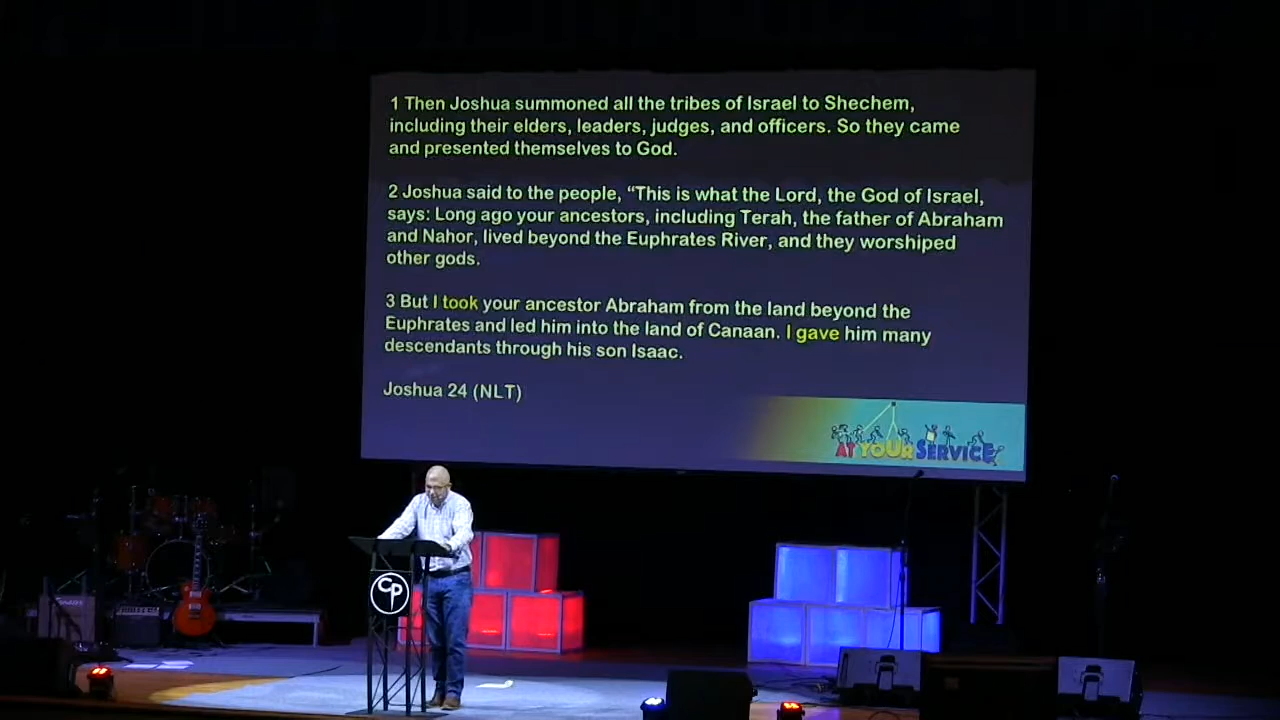 1 Then Joshua summoned all the tribes of Israel to Shechem,
including their elders, leaders, judges, and officers. So they came
and presented themselves to God.
2 Joshua said to the people, “This is what the Lord, the God of Israel,
says: Long ago your ancestors, including Terah, the father of Abraham
and Nahor, lived beyond the Euphrates River, and they worshiped
other gods.
3 But I took your ancestor Abraham from the land beyond the
Euphrates and led him into the land of Canaan. I gave him many
descendants through his son Isaac.
Joshua 24 (NLT)
AT YOUR SERVICE
CP